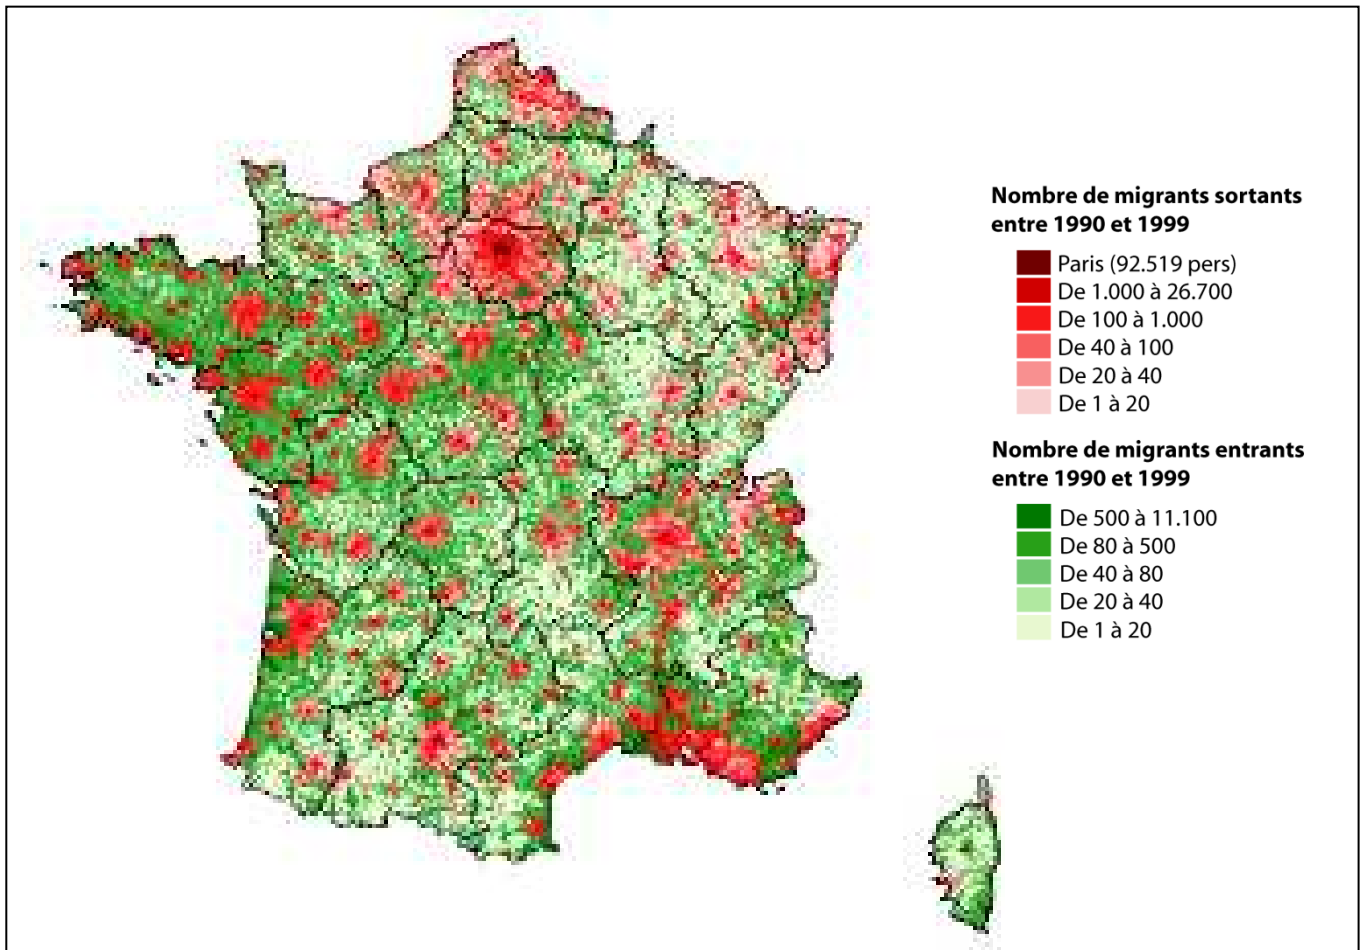 Nombre de migrants sortants
entre 1990 et 1999
Paris (92.519 pers)
De 1.000 à 26.700
De 100 à 1.000
De 40 à 100
De 20 à 40
De 1 à 20
Nombre de migrants entrants
entre 1990 et 1999
De 500 à 11.100
De 80 à 500
De 40 à 80
De 20 à 40
De 1 à 20